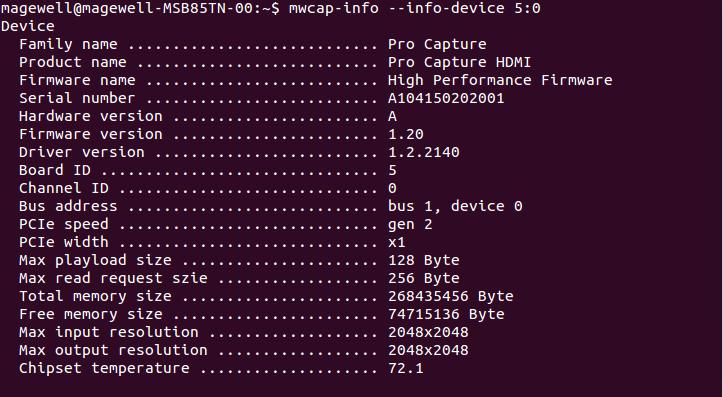 magewell@magewell-MSB85TN-00:~$ mwcap-info --info-device 5:0
Device
  Family name ............................ Pro Capture
  Product name ........................... Pro Capture HDMI
  Firmware name .......................... High Performance Firmware
  Serial number .......................... A104150202001
  Hardware version ....................... A
  Firmware version ....................... 1.20
  Driver version ......................... 1.2.2140
  Board ID ............................... 5
  Channel ID ............................. 0
  Bus address ............................ bus 1, device 0
  PCIe speed ............................. gen 2
  PCIe width ............................. x1
  Max playload size ...................... 128 Byte
  Max read request szie .................. 256 Byte
  Total memory size ...................... 268435456 Byte
  Free memory size ....................... 74715136 Byte
  Max input resolution ................... 2048x2048
  Max output resolution .................. 2048x2048
  Chipset temperature .................... 72.1